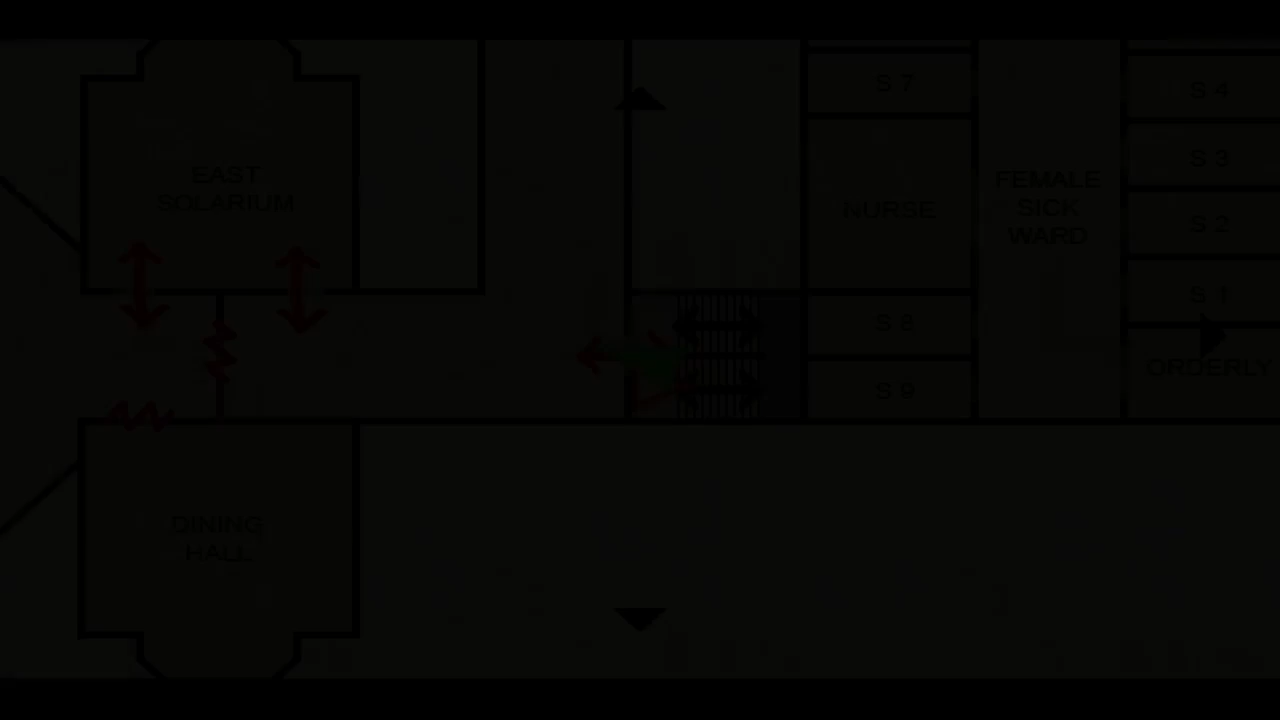 S 7
S 4
EAST
SOLARIUM
S 3
FEMALE
SICK
WARD
NURSE
S 2
S 1
S 8
ORDERLY
S 9
DINING
HALL